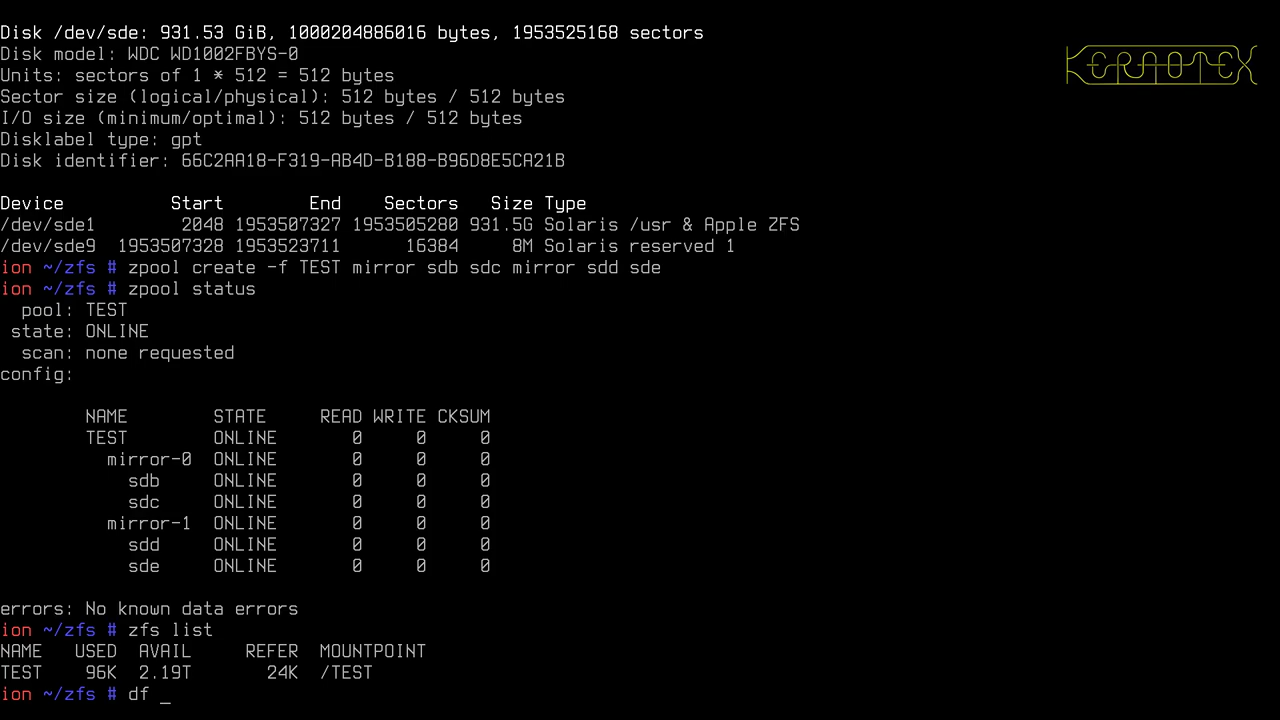 Disk /dev/sde: 931.53 GiB, 1000204886016 bytes, 1953525168 sectors
Disk model: WDC WD1002FBYS-0
Units: sectors of 1 * 512 = 512 bytes
Sector size (logical/physical): 512 bytes / 512 bytes
I/O size (minimum/optimal): 512 bytes / 512 bytes
Disklabel type: gpt
Disk identifier: 66C2AA18-F319-AB4D-B188-B96D8E5CA21B
Device Start End Sectors Size Type
/dev/sde1 2048 1953507327 1953505280 931.5G Solaris /usr & Apple ZFS
/dev/sde9 1953507328 1953523711 16384 8M Solaris reserved 1
ion ~/zfs # zpool create -f TEST mirror sdb sdc mirror sdd sde
ion ~/zfs # zpool status
pool: TEST
state: ONLINE
scan: none requested
config:
NAME STATE READ WRITE CKSUM
TEST ONLINE 0 0 0
mirror-0 ONLINE 0 0 0
sdb ONLINE 0 0 0
sdc ONLINE 0 0 0
mirror-1 ONLINE 0 0 0
sdd ONLINE 0 0 0
sde ONLINE 0 0 0
errors: No known data errors
ion ~/zfs # zfs list
NAME USED AVAIL REFER MOUNTPOINT
TEST 96K 2.19T 24K /TEST
ion ~/zfs # df _